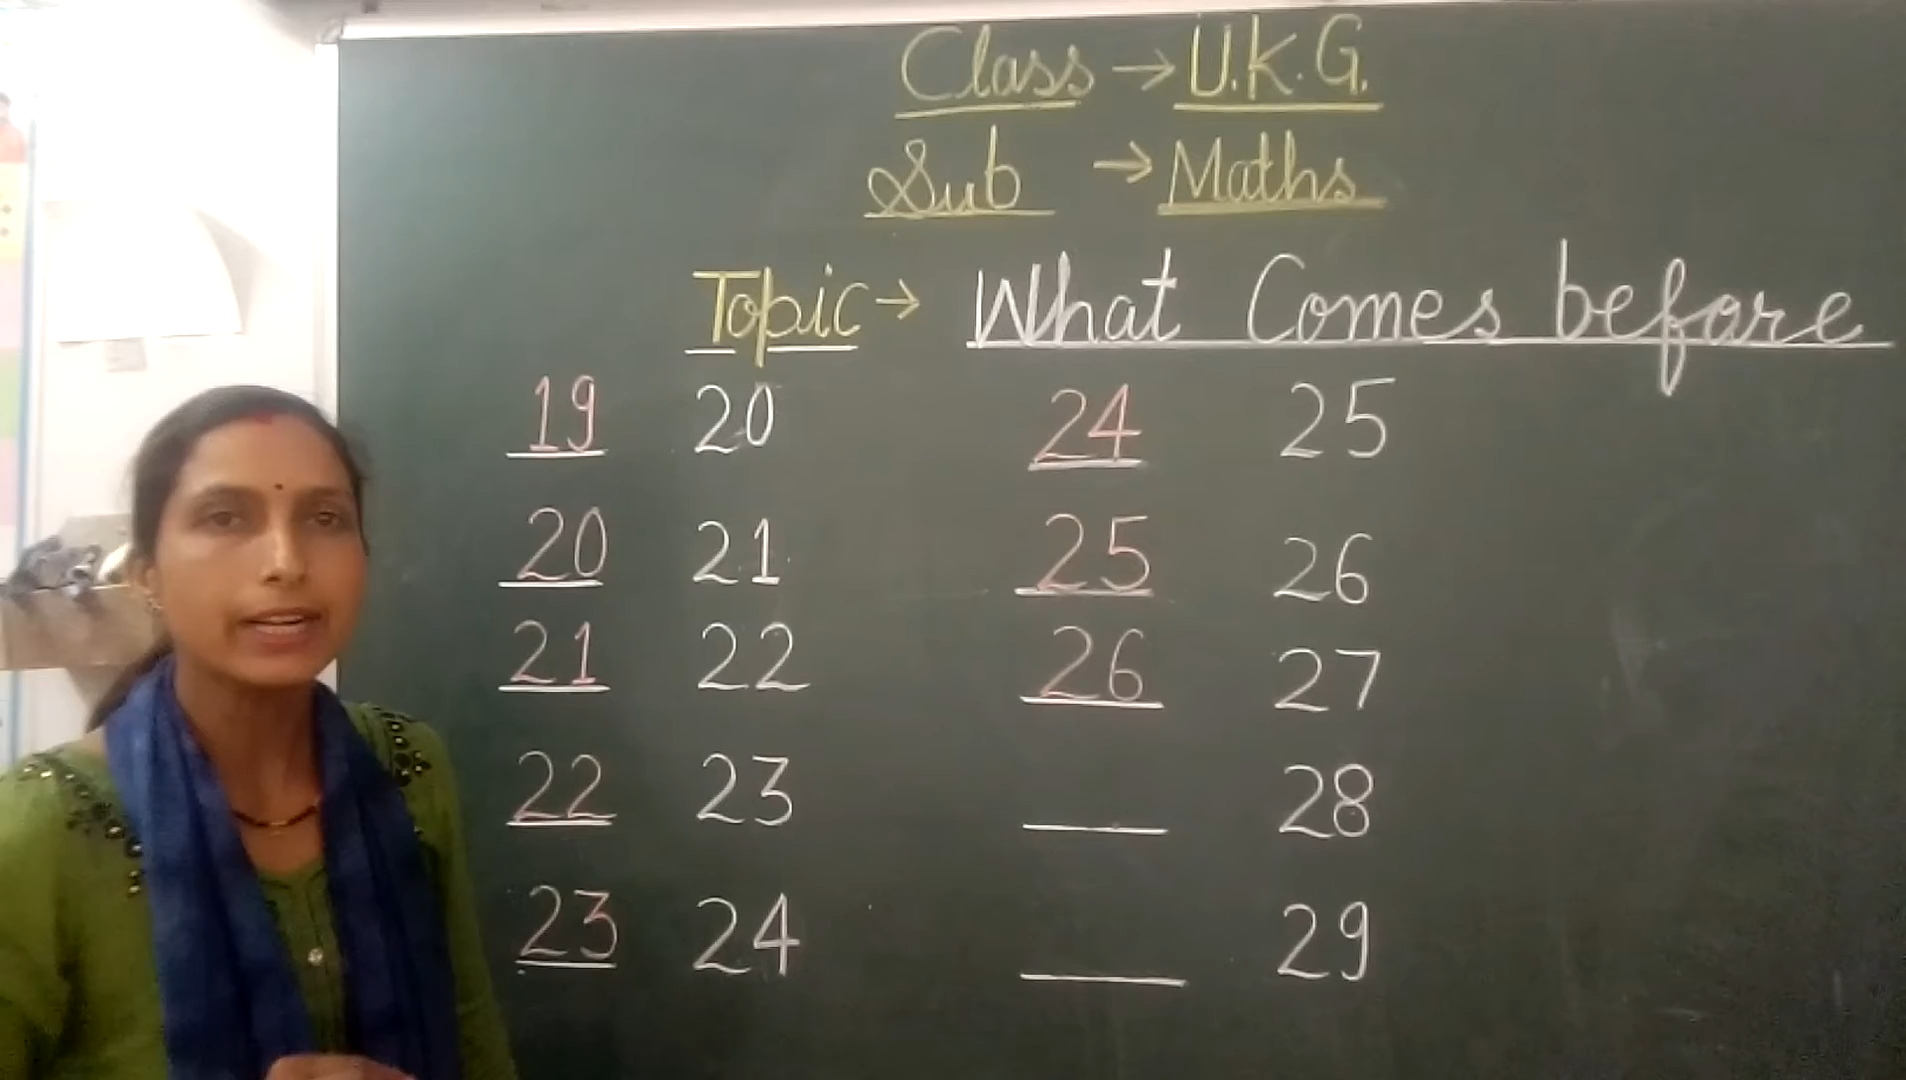 Class → U.K.G.
Sub → Maths
Topic → What Comes before
19 20 24 25
20 21 25 26
21 22 26 27
22 23 ___ 28
23 24 ___ 29